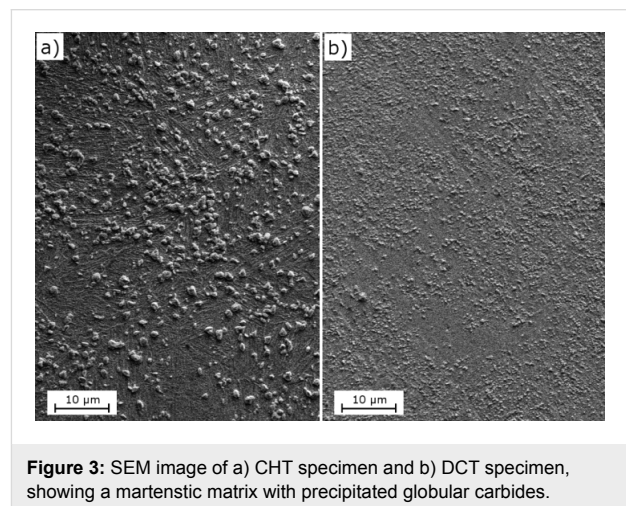 a)
b)
10 µm
10 µm
Figure 3: SEM image of a) CHT specimen and b) DCT specimen,
showing a martenstic matrix with precipitated globular carbides.